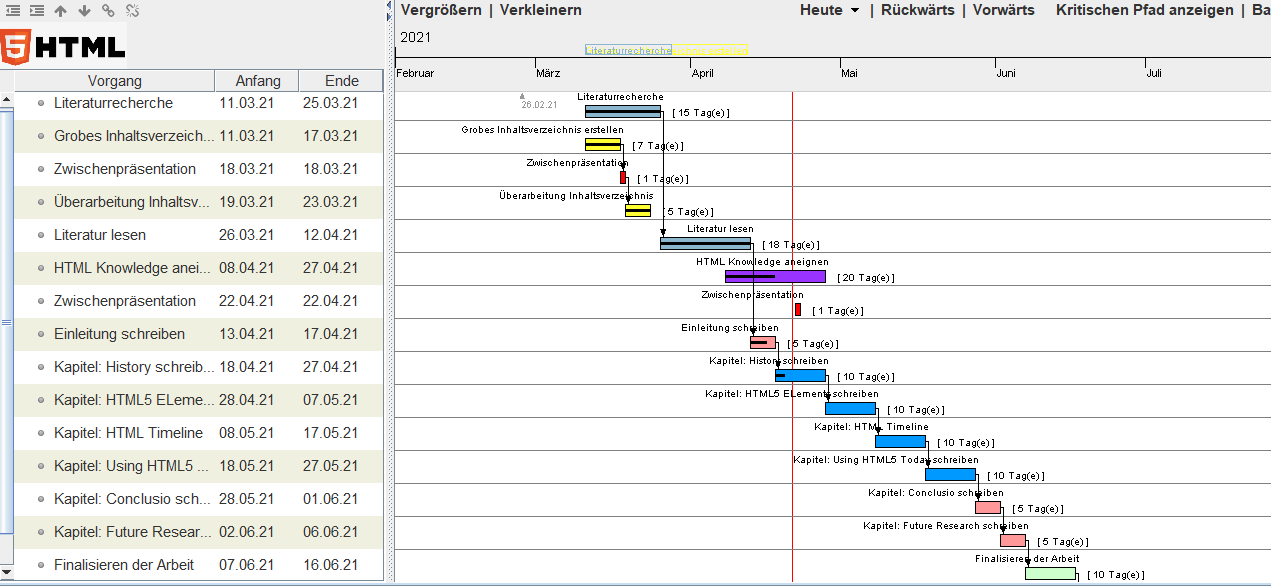 Vergrößern | Verkleinern
Heute | Rückwärts | Vorwärts Kritischen Pfad anzeigen | Ba
2021
Literaturrecherche
5 HTML
Februar März April Mai Juni Juli
Vorgang Anfang Ende
26.02.21
Literaturrecherche 11.03.21 25.03.21
Grobes Inhaltsverzeich... 11.03.21 17.03.21
Zwischenpräsentation 18.03.21 18.03.21
Überarbeitung Inhaltsv... 19.03.21 23.03.21
Literatur lesen 26.03.21 12.04.21
HTML Knowledge anei... 08.04.21 27.04.21
Zwischenpräsentation 22.04.21 22.04.21
Einleitung schreiben 13.04.21 17.04.21
Kapitel: History schreib... 18.04.21 27.04.21
Kapitel: HTML5 ELeme... 28.04.21 07.05.21
Kapitel: HTML Timeline 08.05.21 17.05.21
Kapitel: Using HTML5 ... 18.05.21 27.05.21
Kapitel: Conclusio sch... 28.05.21 01.06.21
Kapitel: Future Resear... 02.06.21 06.06.21
Finalisieren der Arbeit 07.06.21 16.06.21
Literaturrecherche
[ 15 Tag(e) ]
Grobes Inhaltsverzeichnis erstellen
[ 7 Tag(e) ]
Zwischenpräsentation
[ 1 Tag(e) ]
Überarbeitung Inhaltsverzeichnis
[ 5 Tag(e) ]
Literatur lesen
[ 18 Tag(e) ]
HTML Knowledge aneignen
[ 20 Tag(e) ]
Zwischenpräsentation
[ 1 Tag(e) ]
Einleitung schreiben
[ 5 Tag(e) ]
Kapitel: History schreiben
[ 10 Tag(e) ]
Kapitel: HTML5 ELements schreiben
[ 10 Tag(e) ]
Kapitel: HTML Timeline
[ 10 Tag(e) ]
Kapitel: Using HTML5 Today schreiben
[ 10 Tag(e) ]
Kapitel: Conclusio schreiben
[ 5 Tag(e) ]
Kapitel: Future Research schreiben
[ 5 Tag(e) ]
Finalisieren der Arbeit
[ 10 Tag(e) ]